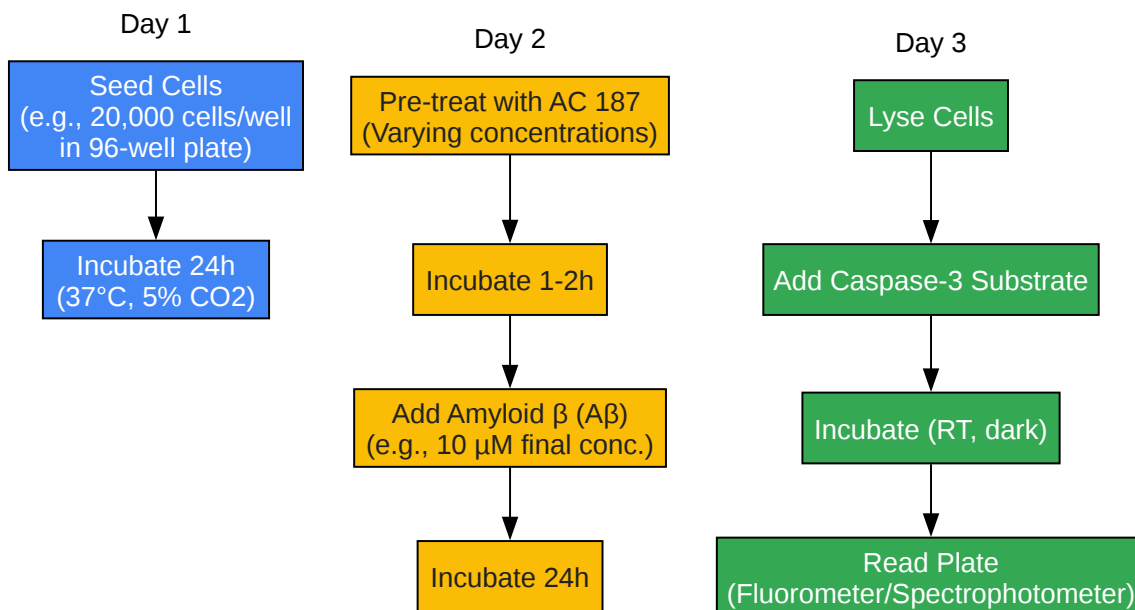 Day 1
Seed Cells
(e.g., 20,000 cells/well
in 96-well plate)
Incubate 24h
(37°C, 5% CO2)
Day 2
Pre-treat with AC 187
(Varying concentrations)
Incubate 1-2h
Add Amyloid β (Aβ)
(e.g., 10 μM final conc.)
Incubate 24h
Day 3
Lyse Cells
Add Caspase-3 Substrate
Incubate (RT, dark)
Read Plate
(Fluorometer/Spectrophotometer)